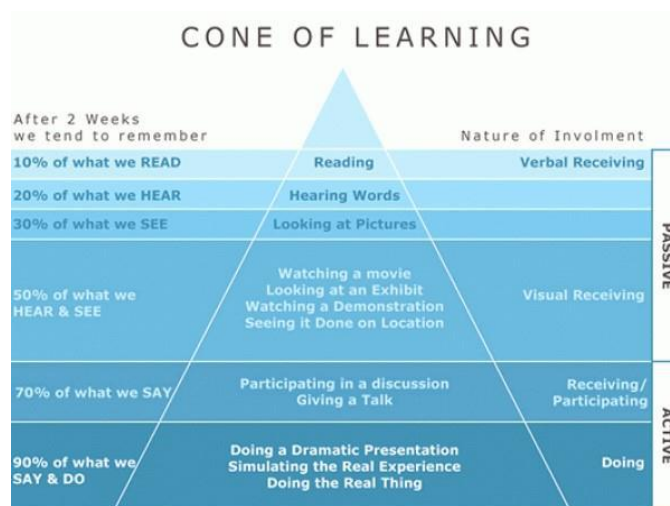 CONE OF LEARNING
After 2 Weeks
we tend to remember
Nature of Involment
10% of what we READ
Reading
Verbal Receiving
20% of what we HEAR
Hearing Words
30% of what we SEE
Looking at Pictures
50% of what we
HEAR & SEE
Watching a movie
Looking at an Exhibit
Watching a Demonstration
Seeing it Done on Location
Visual Receiving
PASSIVE
70% of what we SAY
Participating in a discussion
Giving a Talk
Receiving/
Participating
90% of what we
SAY & DO
Doing a Dramatic Presentation
Simulating the Real Experience
Doing the Real Thing
Doing
ACTIVE